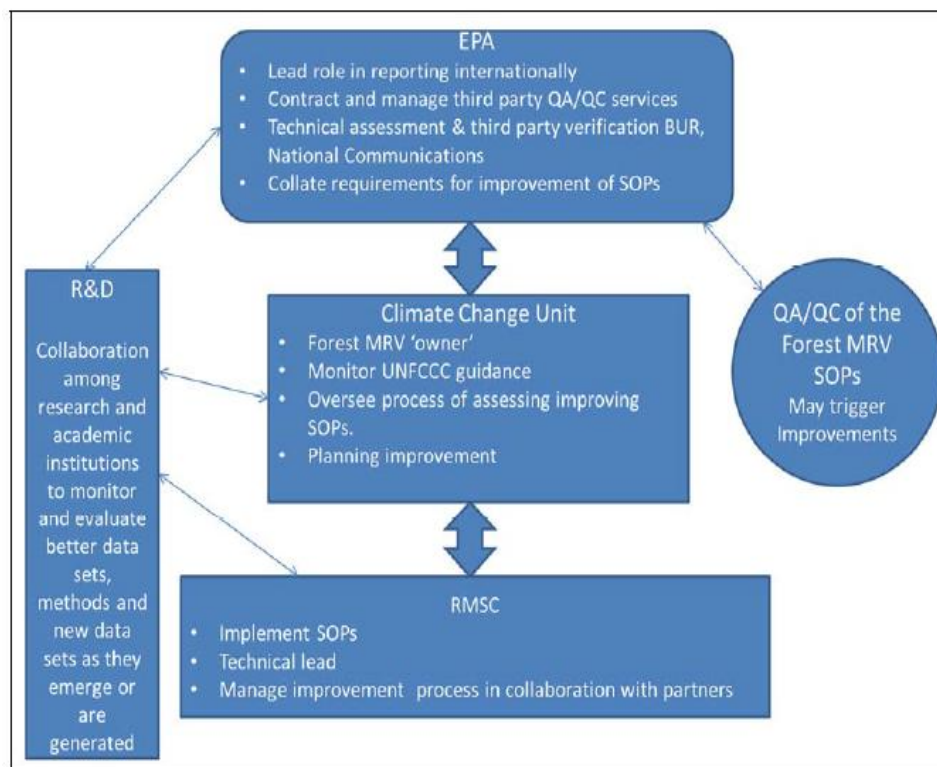 EPA
• Lead role in reporting internationally
• Contract and manage third party QA/QC services
• Technical assessment & third party verification BUR,
National Communications
• Collate requirements for improvement of SOPs
R&D
Collaboration
among
research and
academic
institutions
to monitor
and evaluate
better data
sets,
methods and
new data
sets as they
emerge or
are
generated
Climate Change Unit
• Forest MRV ‘owner’
• Monitor UNFCCC guidance
• Oversee process of assessing improving
SOPs.
• Planning improvement
QA/QC of the
Forest MRV
SOPs
May trigger
Improvements
RMSC
• Implement SOPs
• Technical lead
• Manage improvement process in collaboration with partners